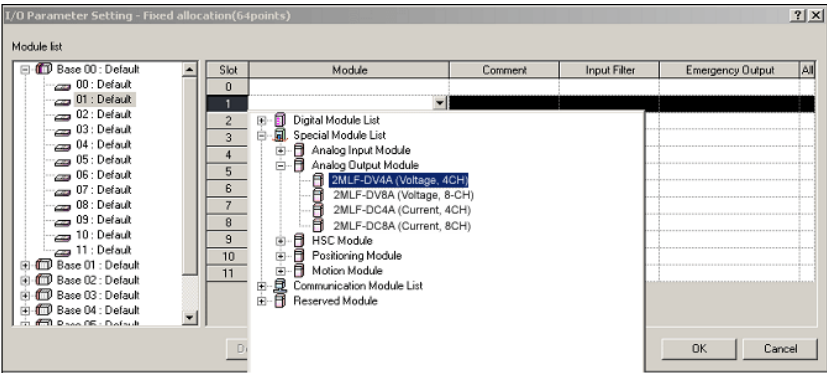 I/O Parameter Setting - Fixed allocation(64points)
Module list
Base 00 : Default
00 : Default
01 : Default
02 : Default
03 : Default
04 : Default
05 : Default
06 : Default
07 : Default
08 : Default
09 : Default
10 : Default
11 : Default
Base 01 : Default
Base 02 : Default
Base 03 : Default
Base 04 : Default
Base 05 : Default
Slot Module Comment Input Filter Emergency Output All
0
1
2
3
4
5
6
7
8
9
10
11
Digital Module List
Special Module List
Analog Input Module
Analog Output Module
2MLF-DV4A (Voltage, 4CH)
2MLF-DV8A (Voltage, 8-CH)
2MLF-DC4A (Current, 4CH)
2MLF-DC8A (Current, 8CH)
HSC Module
Positioning Module
Motion Module
Communication Module List
Reserved Module
OK Cancel